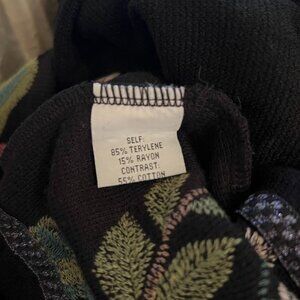 SELF:
85% TERYLENE
15% RAYON
CONTRAST:
55% COTTON